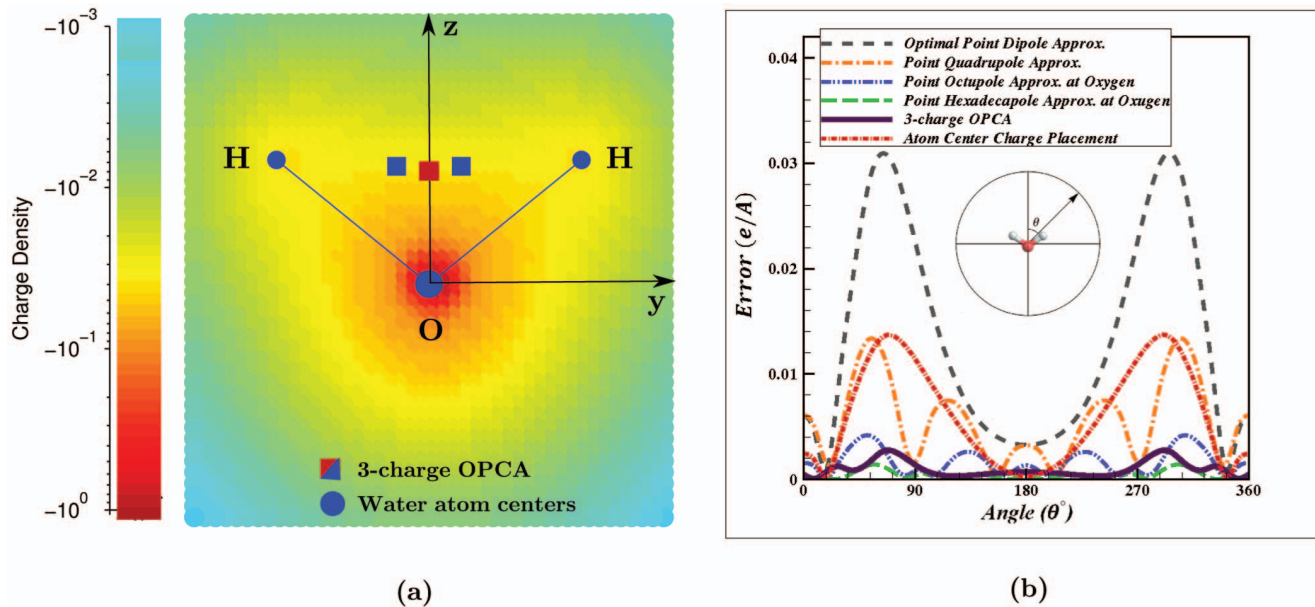 -10⁻³
-10⁻²
-10⁻¹
-10⁰
Charge Density
z
H
H
O
y
3-charge OPCA
Water atom centers
(a)
0.04
0.03
0.02
0.01
0
Error (e/A)
Optimal Point Dipole Approx.
Point Quadrupole Approx.
Point Octupole Approx. at Oxygen
Point Hexadecapole Approx. at Oxugen
3-charge OPCA
Atom Center Charge Placement
θ
0 90 180 270 360
Angle (θ°)
(b)